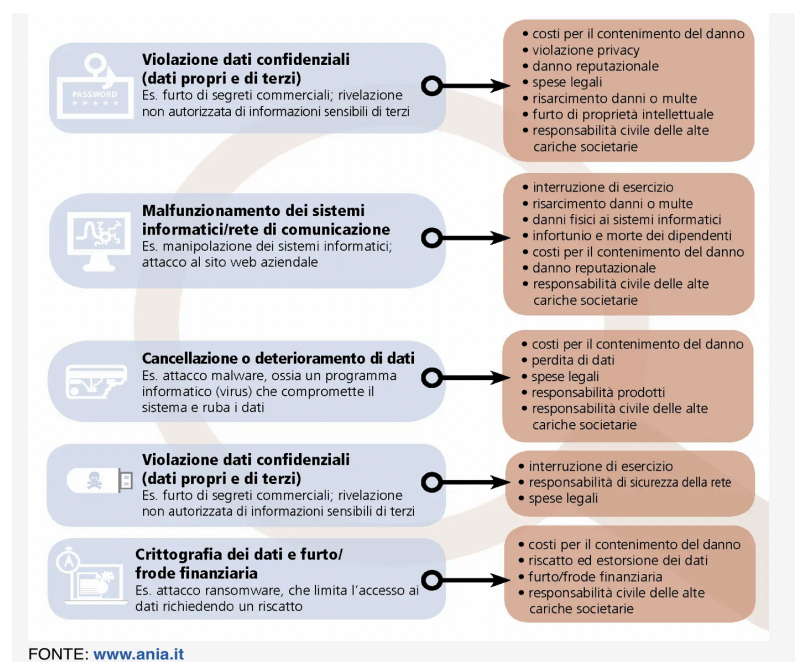 Violazione dati confidenziali
(dati propri e di terzi)
Es. furto di segreti commerciali; rivelazione
non autorizzata di informazioni sensibili di terzi
PASSWORD
• costi per il contenimento del danno
• violazione privacy
• danno reputazionale
• spese legali
• risarcimento danni o multe
• furto di proprietà intellettuale
• responsabilità civile delle alte
cariche societarie
Malfunzionamento dei sistemi
informatici/rete di comunicazione
Es. manipolazione dei sistemi informatici;
attacco al sito web aziendale
• interruzione di esercizio
• risarcimento danni o multe
• danni fisici ai sistemi informatici
• infortunio e morte dei dipendenti
• costi per il contenimento del danno
• danno reputazionale
• responsabilità civile delle alte
cariche societarie
Cancellazione o deterioramento di dati
Es. attacco malware, ossia un programma
informatico (virus) che compromette il
sistema e ruba i dati
• costi per il contenimento del danno
• perdita di dati
• spese legali
• responsabilità prodotti
• responsabilità civile delle alte
cariche societarie
Violazione dati confidenziali
(dati propri e di terzi)
Es. furto di segreti commerciali; rivelazione
non autorizzata di informazioni sensibili di terzi
• interruzione di esercizio
• responsabilità di sicurezza della rete
• spese legali
Crittografia dei dati e furto/
frode finanziaria
Es. attacco ransomware, che limita l'accesso ai
dati richiedendo un riscatto
• costi per il contenimento del danno
• riscatto ed estorsione dei dati
• furto/frode finanziaria
• responsabilità civile delle alte
cariche societarie
FONTE: www.ania.it